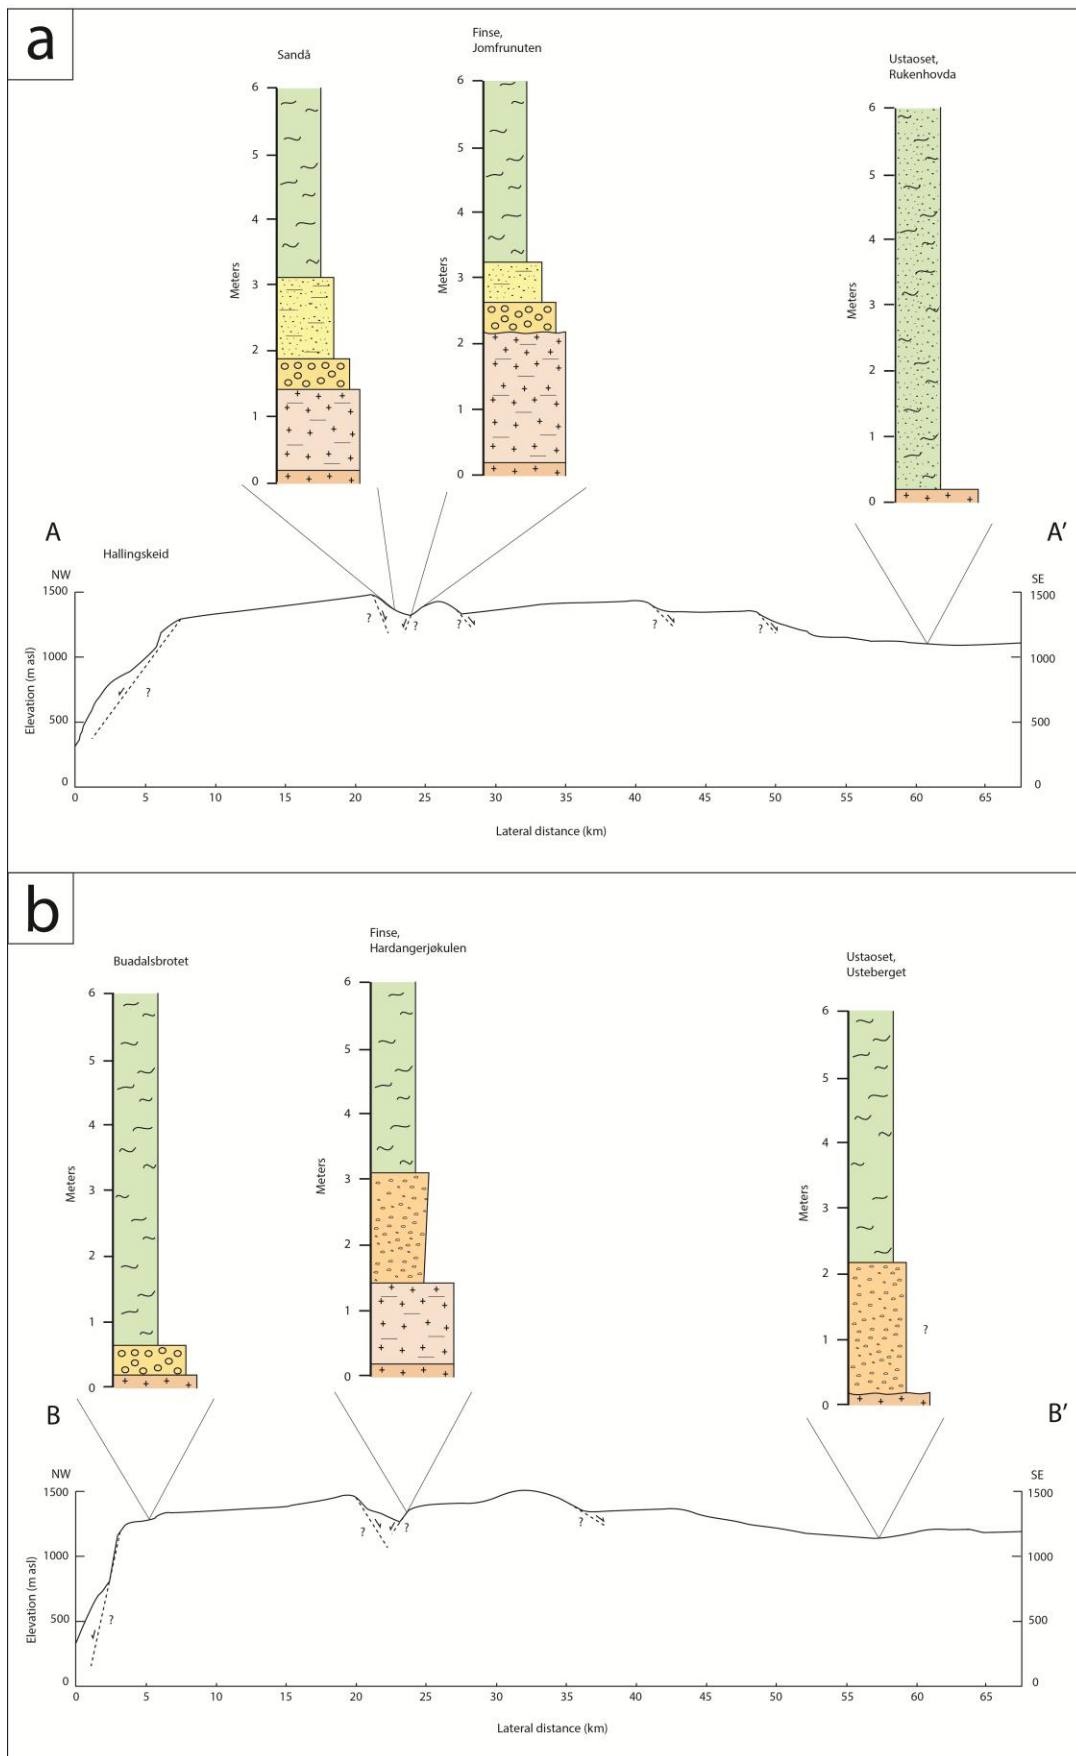 a
Sandå
Finse,
Jomfrunuten
Ustaoset,
Rukenhovda
6
5
4
3
2
1
0
Meters
6
5
4
3
2
1
0
Meters
6
5
4
3
2
1
0
Meters
A
A'
Hallingskeid
NW
SE
1500
1000
500
0
Elevation (m asl)
1500
1000
500
0
?
?
?
?
?
?
0 5 10 15 20 25 30 35 40 45 50 55 60 65
Lateral distance (km)
b
Buadalsbrotet
Finse,
Hardangerjøkulen
Ustaoset,
Usteberget
6
5
4
3
2
1
0
Meters
6
5
4
3
2
1
0
Meters
6
5
4
3
2
1
0
Meters
?
B
B'
NW
SE
1500
1000
500
0
Elevation (m asl)
1500
1000
500
0
?
?
?
?
0 5 10 15 20 25 30 35 40 45 50 55 60 65
Lateral distance (km)